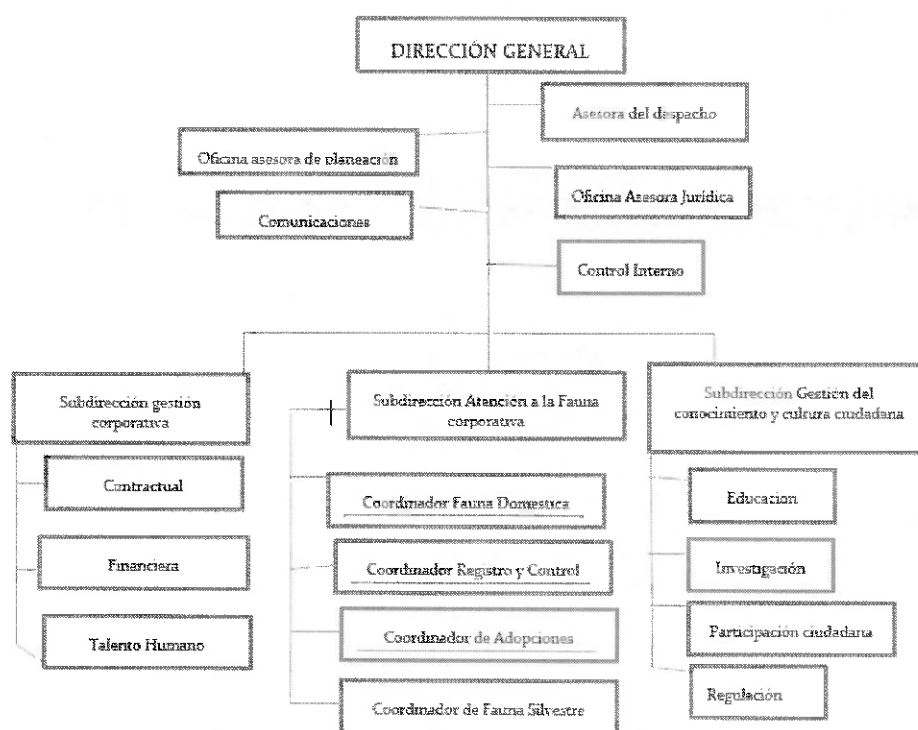 DIRECCIÓN GENERAL
Asesora del despacho
Oficina asesora de planeación
Oficina Asesora Jurídica
Comunicaciones
Control Interno
Subdirección gestión
corporativa
Contractual
Financiera
Talento Humano
Subdirección Atención a la Fauna
corporativa
Coordinador Fauna Domestica
Coordinador Registro y Control
Coordinador de Adopciones
Coordinador de Fauna Silvestre
Subdirección Gestión del
conocimiento y cultura ciudadana
Educacion
Investigación
Participación ciudadana
Regulación